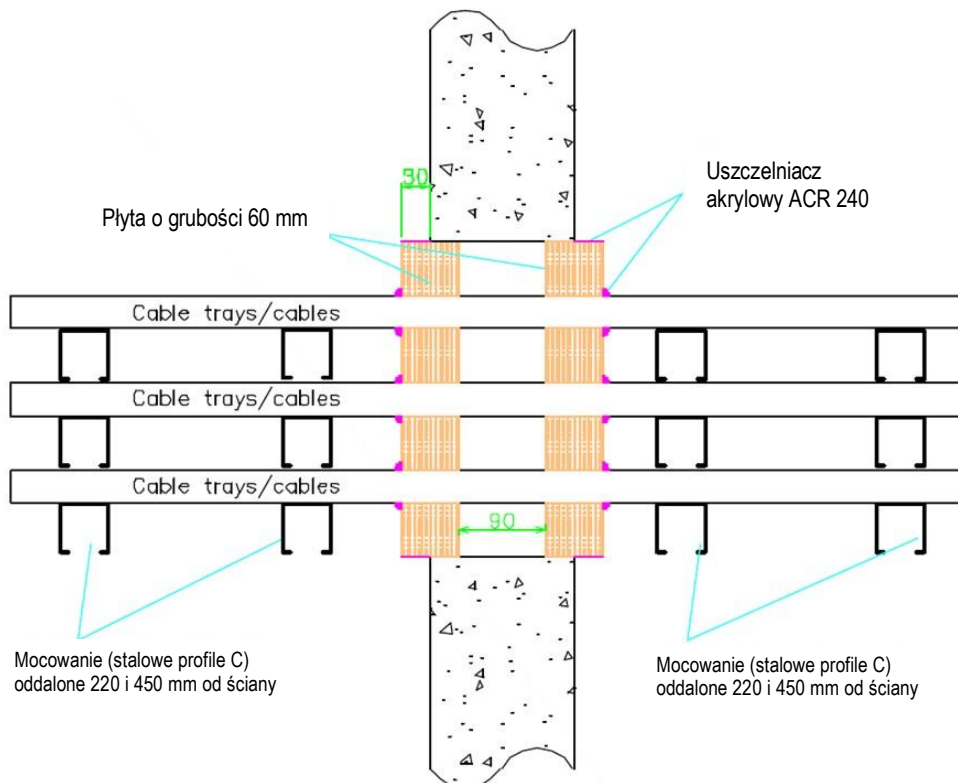 30
Uszczelniacz
akrylowy ACR 240
Płyta o grubości 60 mm
Cable trays/cables
Cable trays/cables
Cable trays/cables
90
Mocowanie (stalowe profile C)
oddalone 220 i 450 mm od ściany
Mocowanie (stalowe profile C)
oddalone 220 i 450 mm od ściany